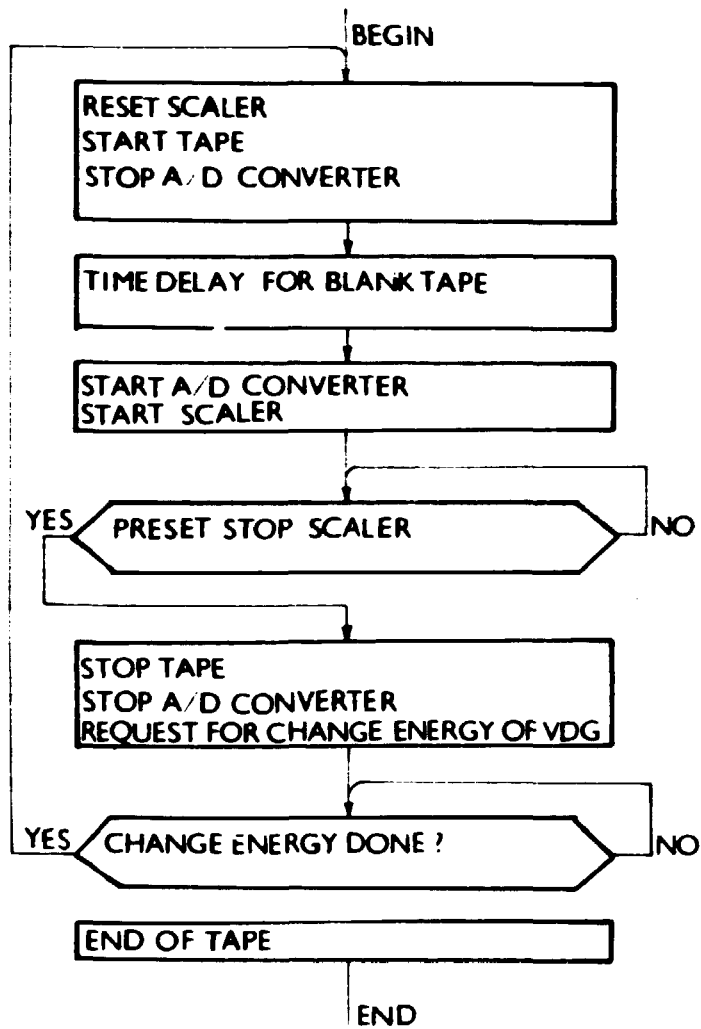 BEGIN
RESET SCALER
START TAPE
STOP A/D CONVERTER
TIME DELAY FOR BLANK TAPE
START A/D CONVERTER
START SCALER
YES
PRESET STOP SCALER
NO
STOP TAPE
STOP A/D CONVERTER
REQUEST FOR CHANGE ENERGY OF VDG
YES
CHANGE ENERGY DONE ?
NO
END OF TAPE
END